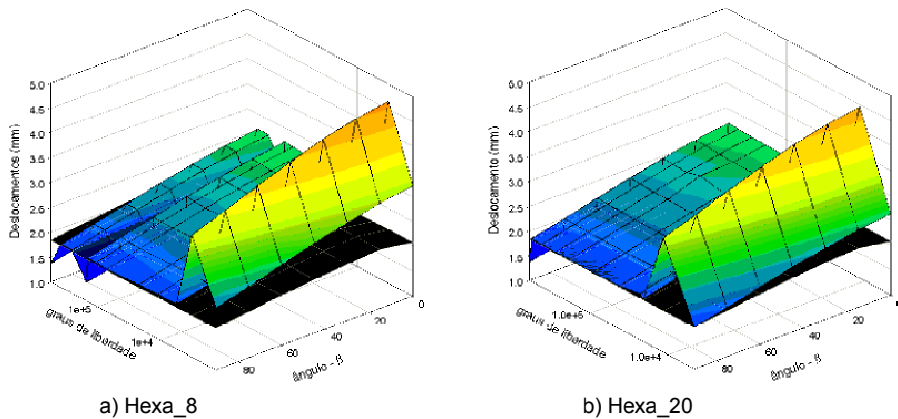 5.0
4.5
4.0
3.5
3.0
2.5
2.0
1.5
1.0
Deslocamentos (mm)
1e+5
1e+4
graus de liberdade
80
60
40
20
0
ângulo - β
a) Hexa_8
5.0
4.5
4.0
3.5
3.0
2.5
2.0
1.5
1.0
Deslocamento (mm)
1.0e+5
1.0e+4
graus de liberdade
80
60
40
20
ângulo - β
b) Hexa_20